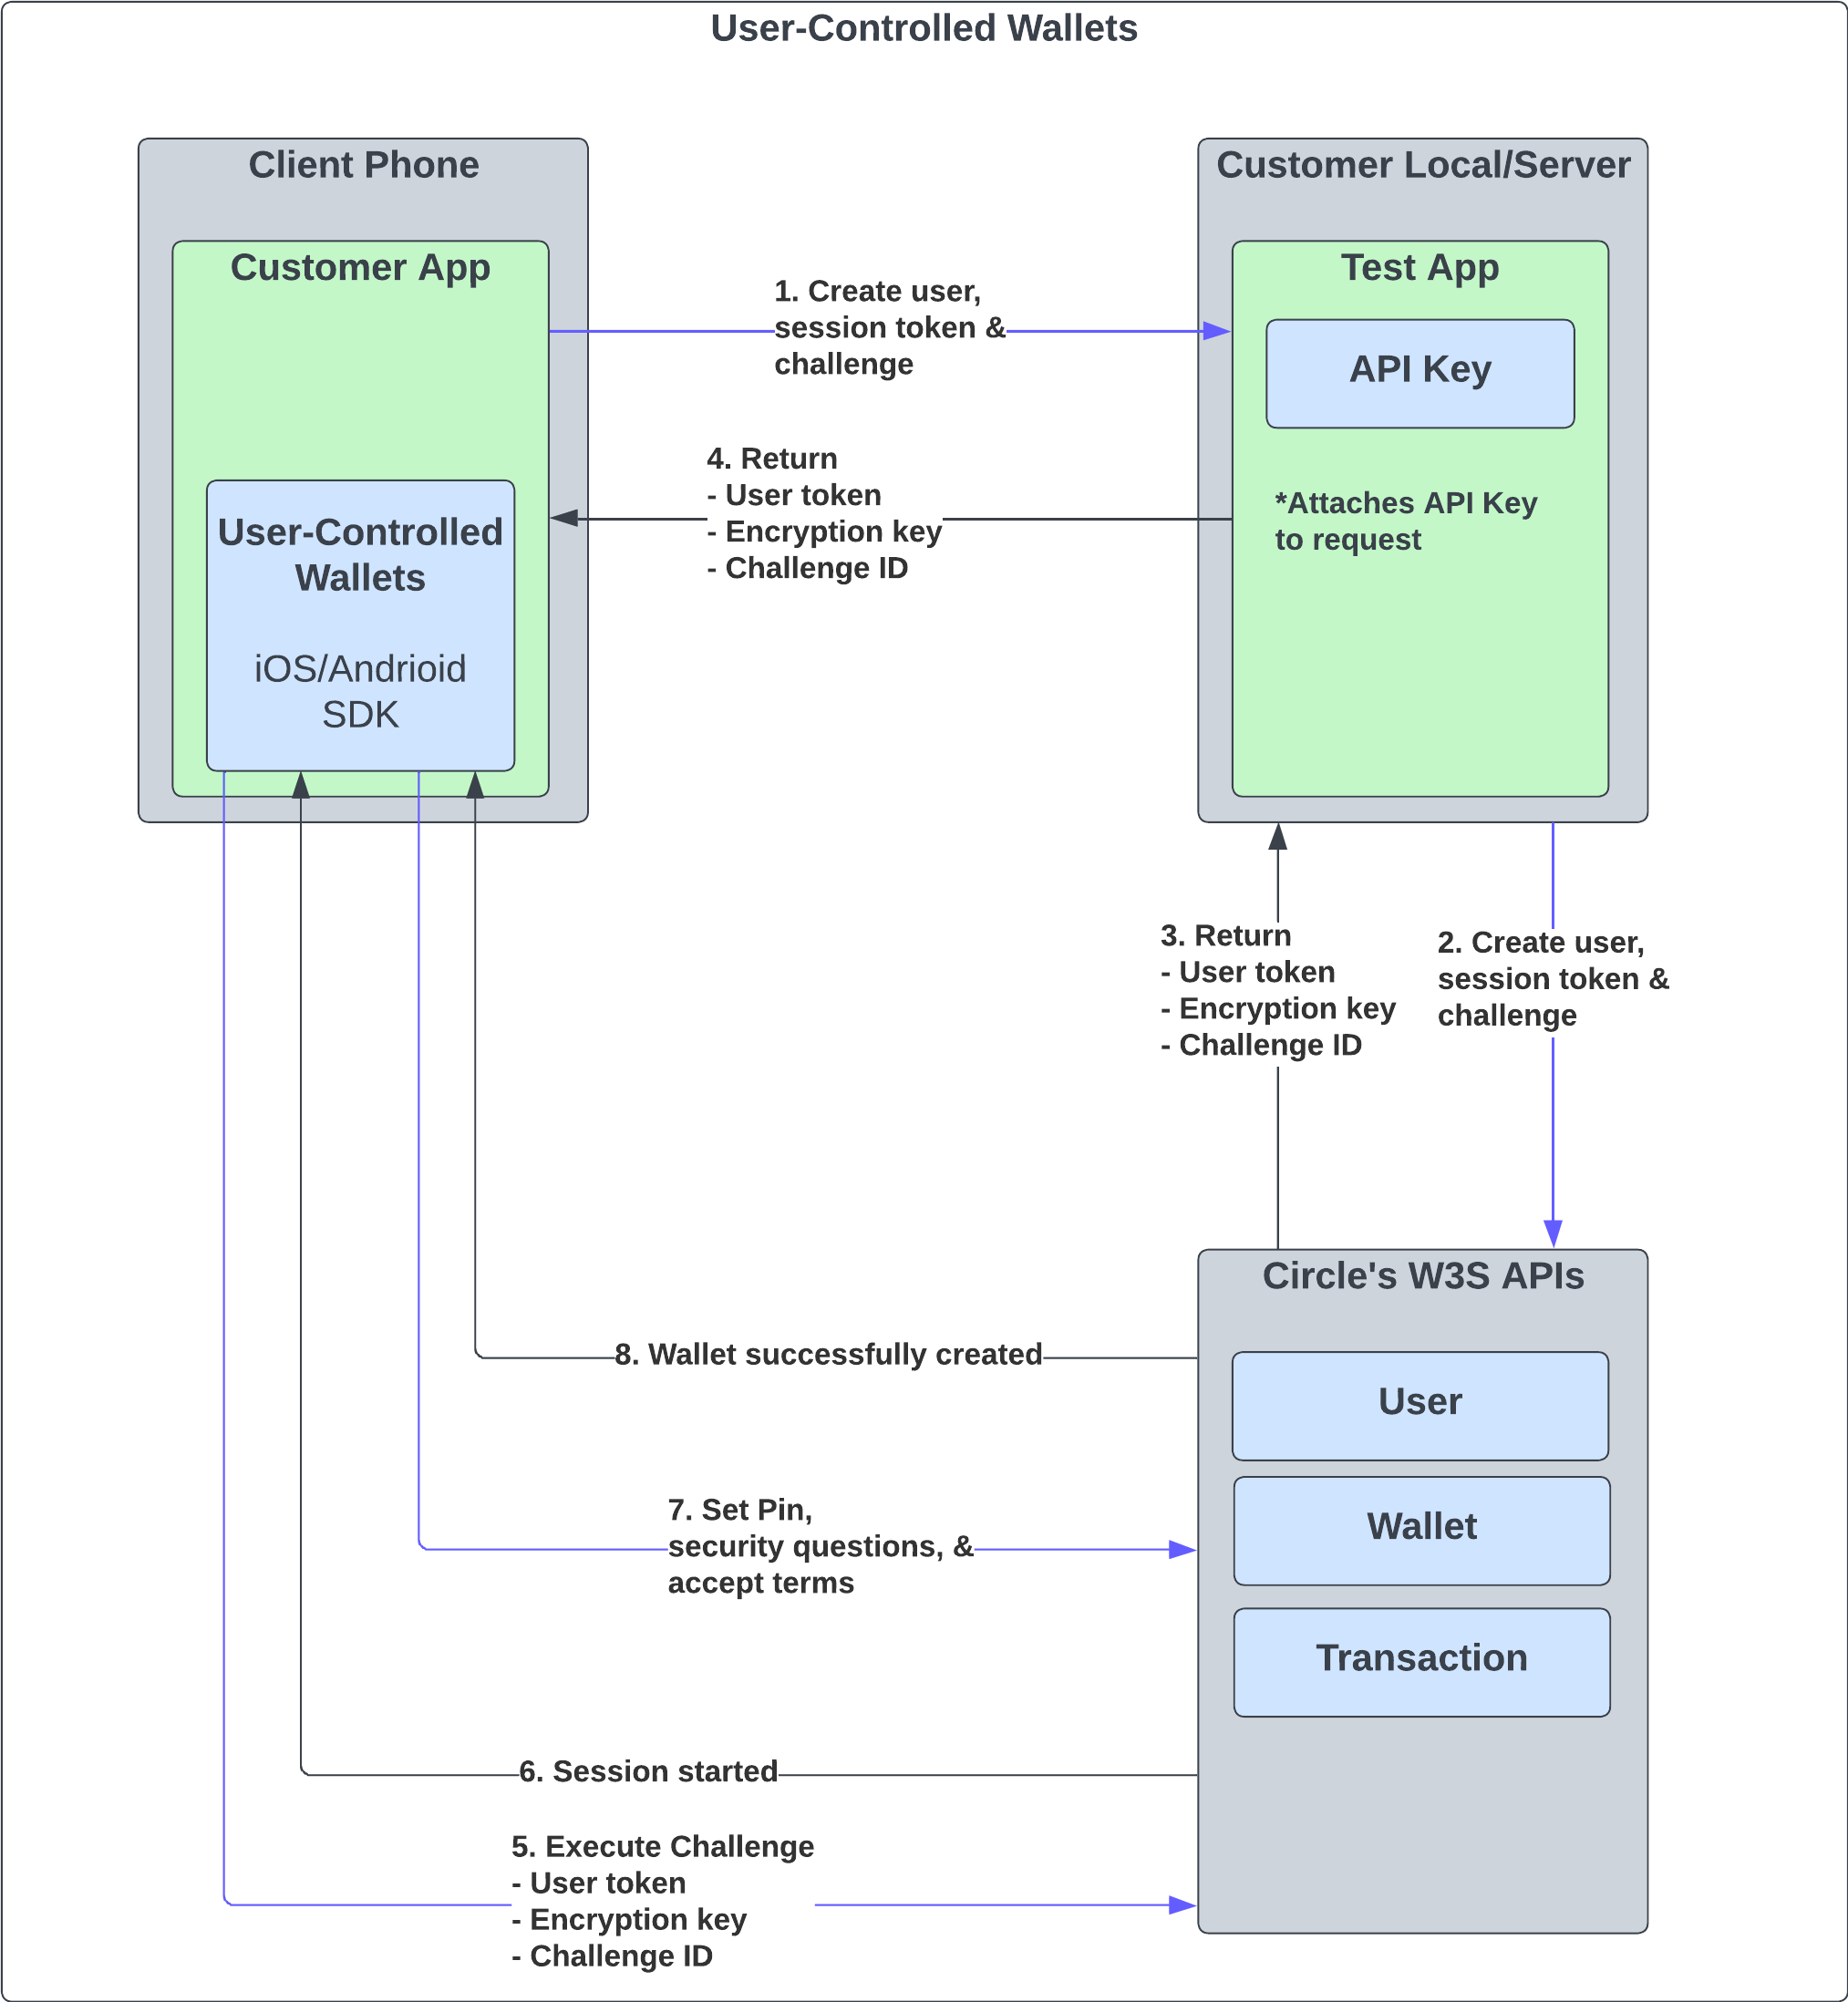 User-Controlled Wallets
Client Phone
Customer App
User-Controlled
Wallets
iOS/Andrioid
SDK
Customer Local/Server
Test App
API Key
*Attaches API Key
to request
1. Create user,
session token &
challenge
4. Return
- User token
- Encryption key
- Challenge ID
3. Return
- User token
- Encryption key
- Challenge ID
2. Create user,
session token &
challenge
Circle's W3S APIs
User
Wallet
Transaction
8. Wallet successfully created
7. Set Pin,
security questions, &
accept terms
6. Session started
5. Execute Challenge
- User token
- Encryption key
- Challenge ID